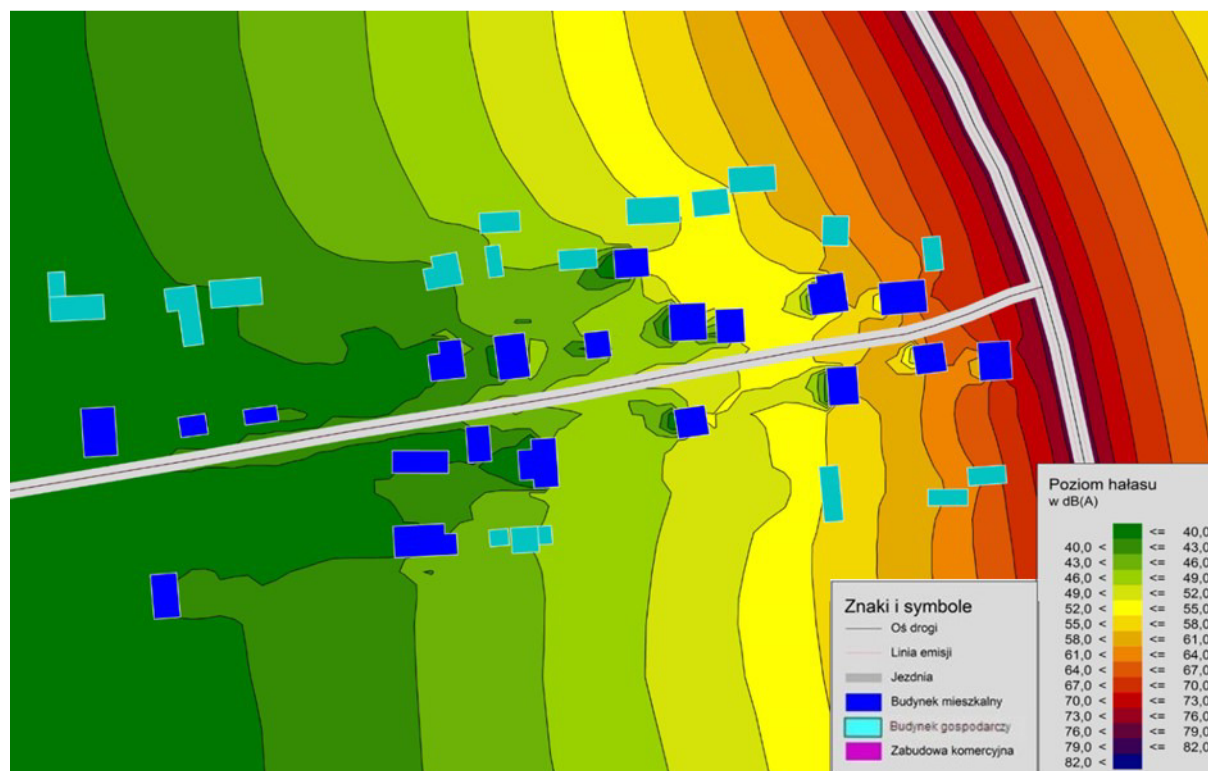 Poziom hałasu
w dB(A)
<= 40,0
40,0 < <= 43,0
43,0 < <= 46,0
46,0 < <= 49,0
49,0 < <= 52,0
52,0 < <= 55,0
55,0 < <= 58,0
58,0 < <= 61,0
61,0 < <= 64,0
64,0 < <= 67,0
67,0 < <= 70,0
70,0 < <= 73,0
73,0 < <= 76,0
76,0 < <= 79,0
79,0 < <= 82,0
82,0 <
Znaki i symbole
Oś drogi
Linia emisji
Jezdnia
Budynek mieszkalny
Budynek gospodarczy
Zabudowa komercyjna